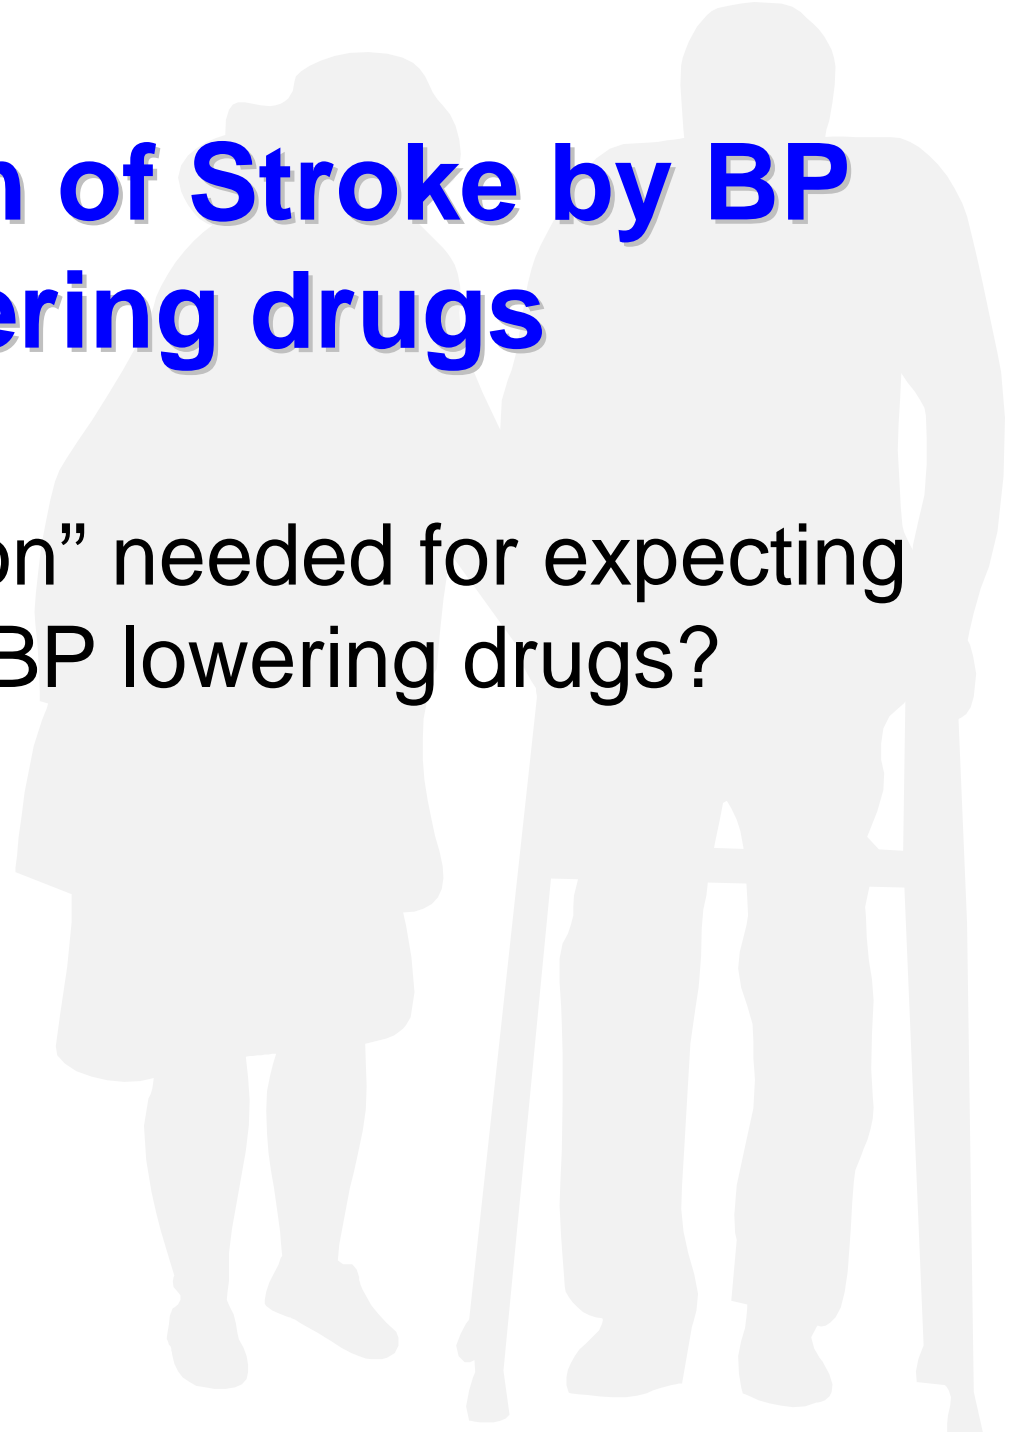 n of Stroke by BP
ering drugs
on” needed for expecting
BP lowering drugs?